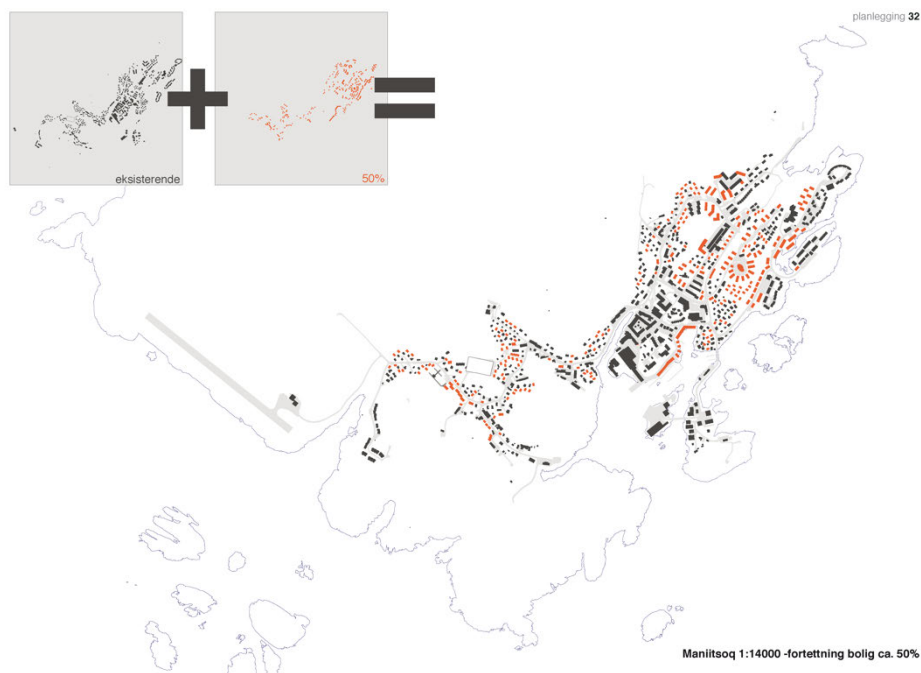 planlegging 32
eksisterende
50%
Maniitsoq 1:14000 -fortettning bolig ca. 50%